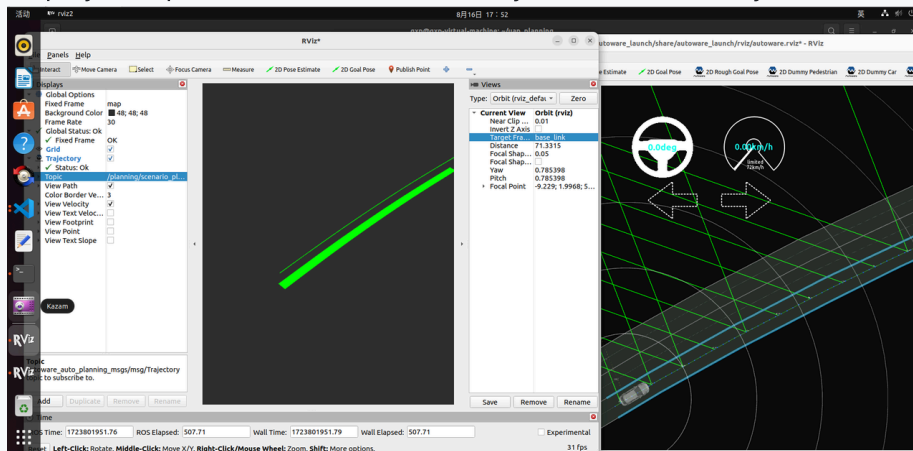 活动 rviz2 8月16日 17：52 英
RViz*
autoware_launch/share/autoware_launch/rviz/autoware.rviz* - RViz
Panels Help
Interact Move Camera Select Focus Camera Measure 2D Pose Estimate 2D Goal Pose Publish Point
e Estimate 2D Goal Pose 2D Rough Goal Pose 2D Dummy Pedestrian 2D Dummy Car
Displays
Global Options
Fixed Frame map
Background Color 48; 48; 48
Frame Rate 30
Global Status: Ok
Fixed Frame OK
Grid
Trajectory
Status: Ok
Topic /planning/scenario_pl...
View Path
Color Border Ve... 3
View Velocity
View Text Veloc...
View Footprint
View Point
View Text Slope
Kazam
Topic
toware_auto_planning_msgs/msg/Trajectory
topic to subscribe to.
Add Duplicate Remove Rename
Views
Type: Orbit (rviz_defau Zero
Current View Orbit (rviz)
Near Clip ... 0.01
Invert Z Axis
Target Fra... base_link
Distance 71.3315
Focal Shap... 0.05
Focal Shap...
Yaw 0.785398
Pitch 0.785398
Focal Point -9.229; 1.9968; 5...
Save Remove Rename
0.0deg
0.00km/h
limited
Time
ROS Time: 1723801951.76 ROS Elapsed: 507.71 Wall Time: 1723801951.79 Wall Elapsed: 507.71 Experimental
Reset Left-Click: Rotate. Middle-Click: Move X/Y. Right-Click/Mouse Wheel: Zoom. Shift: More options. 31 fps